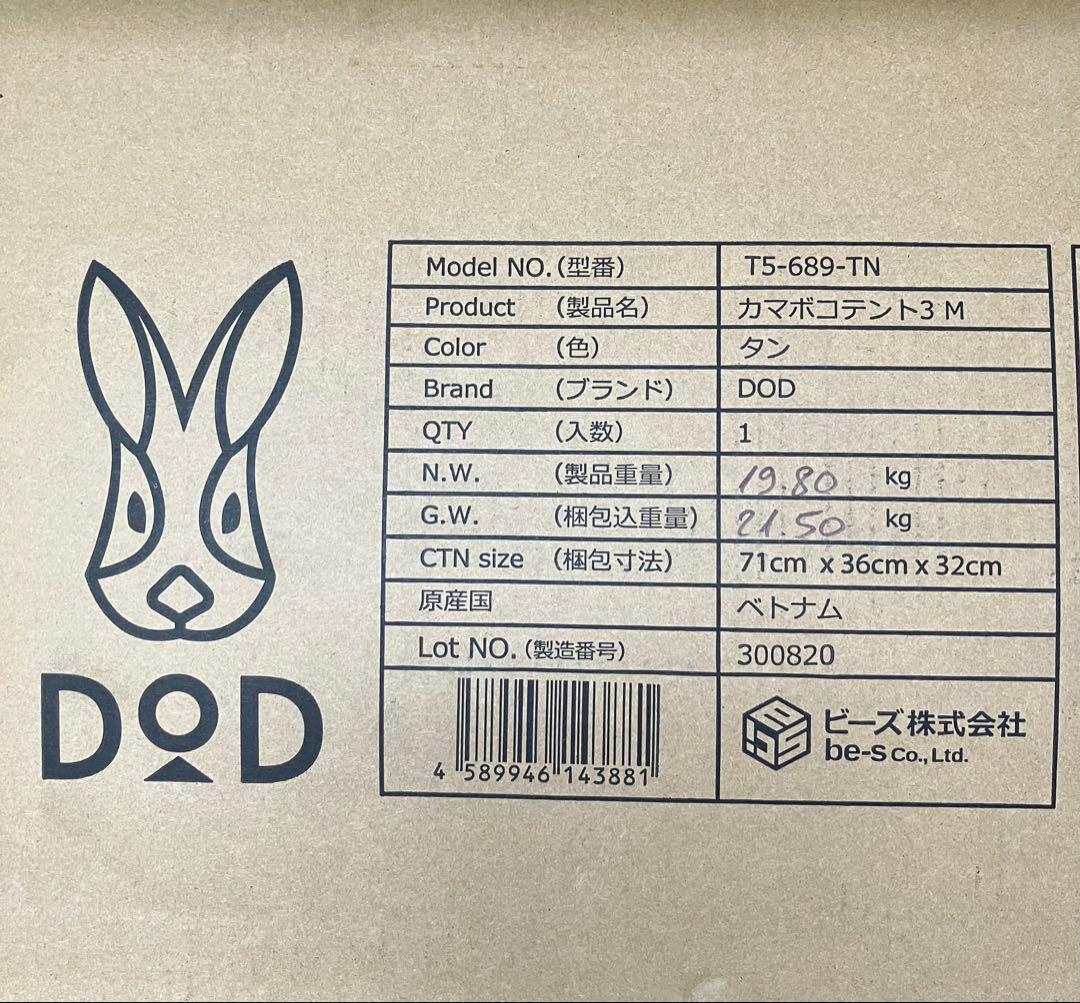 DOD
Model NO.(型番) T5-689-TN
Product (製品名) カマボコテント3 M
Color (色) タン
Brand (ブランド) DOD
QTY (入数) 1
N.W. (製品重量) 19.80 kg
G.W. (梱包込重量) 21.50 kg
CTN size (梱包寸法) 71cm x 36cm x 32cm
原産国 ベトナム
Lot NO.(製造番号) 300820
4 589946 143881
ビーズ株式会社
be-s Co., Ltd.